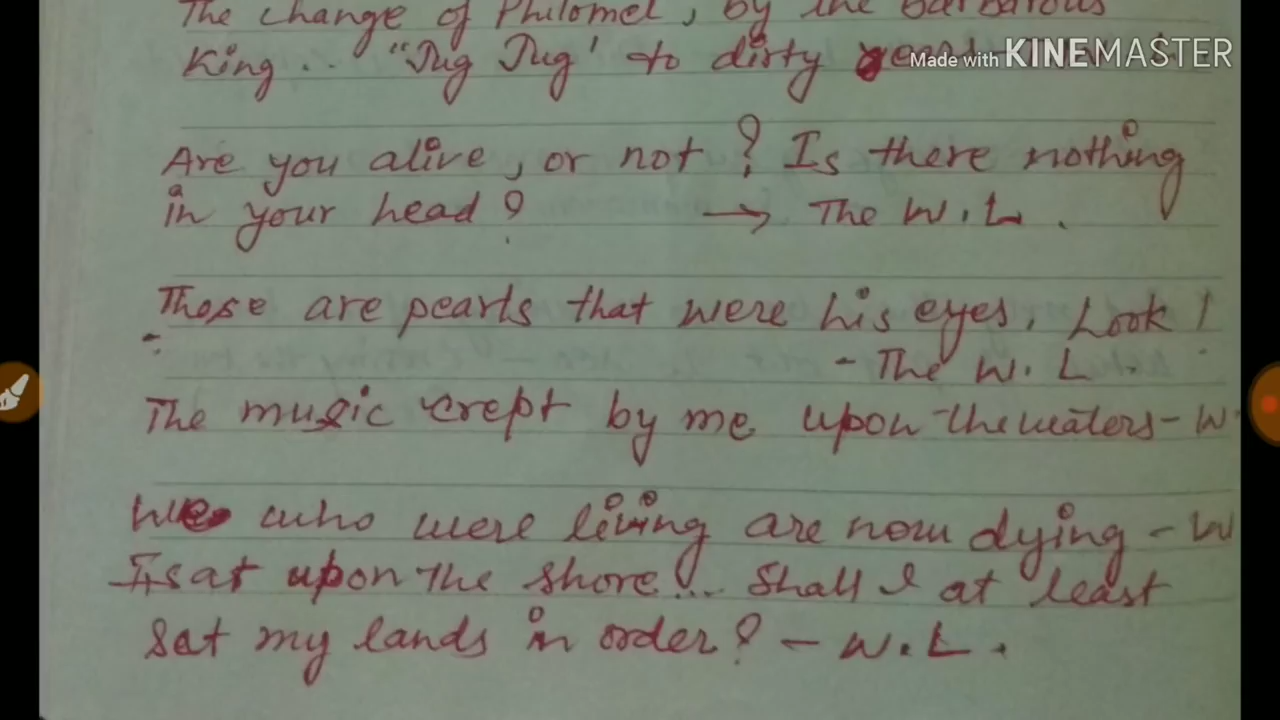 The change of Philomel, by the barbarous
King .. "Jug Jug' to dirty
Made with KINEMASTER
Are you alive, or not? Is there nothing
in your head? → The W.L.
Those are pearls that were his eyes. Look!
- The W.L.
The music crept by me upon the waters - W
We who were living are now dying - W
I sat upon the shore... Shall I at least
Set my lands in order? - W.L.